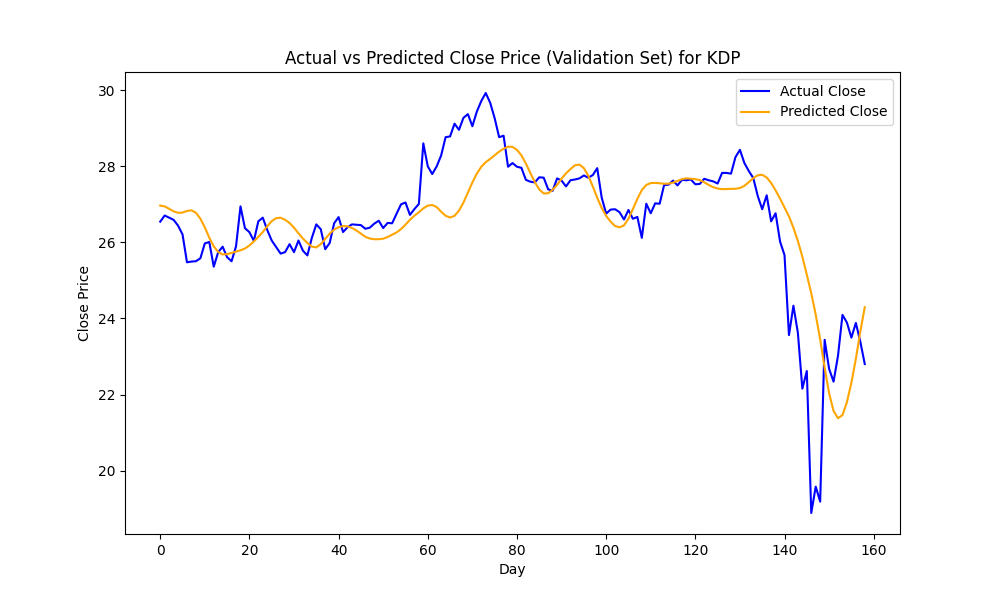 Actual vs Predicted Close Price (Validation Set) for KDP
Actual Close
Predicted Close
Close Price
30
28
26
24
22
20
0 20 40 60 80 100 120 140 160
Day